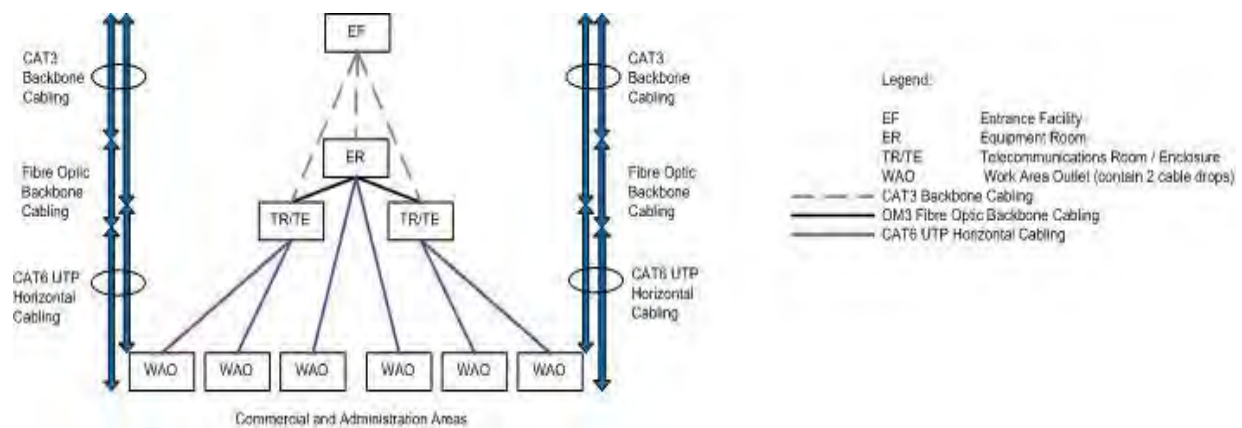 EF
CAT3
Backbone
Cabling
CAT3
Backbone
Cabling
ER
Fibre Optic
Backbone
Cabling
Fibre Optic
Backbone
Cabling
TR/TE
TR/TE
CAT6 UTP
Horizontal
Cabling
CAT6 UTP
Horizontal
Cabling
WAO
WAO
WAO
WAO
WAO
WAO
Commercial and Administration Areas
Legend:
EF Entrance Facility
ER Equipment Room
TR/TE Telecommunications Room / Enclosure
WAO Work Area Outlet (contain 2 cable drops)
CAT3 Backbone Cabling
OM3 Fibre Optic Backbone Cabling
CAT6 UTP Horizontal Cabling